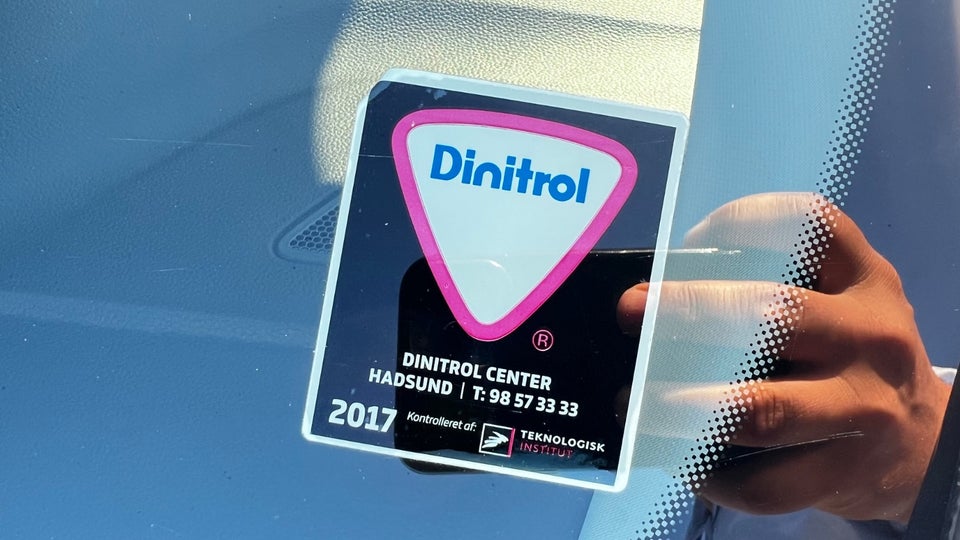 Dinitrol
®
DINITROL CENTER
HADSUND | T: 98 57 33 33
2017 Kontrolleret af: TEKNOLOGISK
INSTITUT